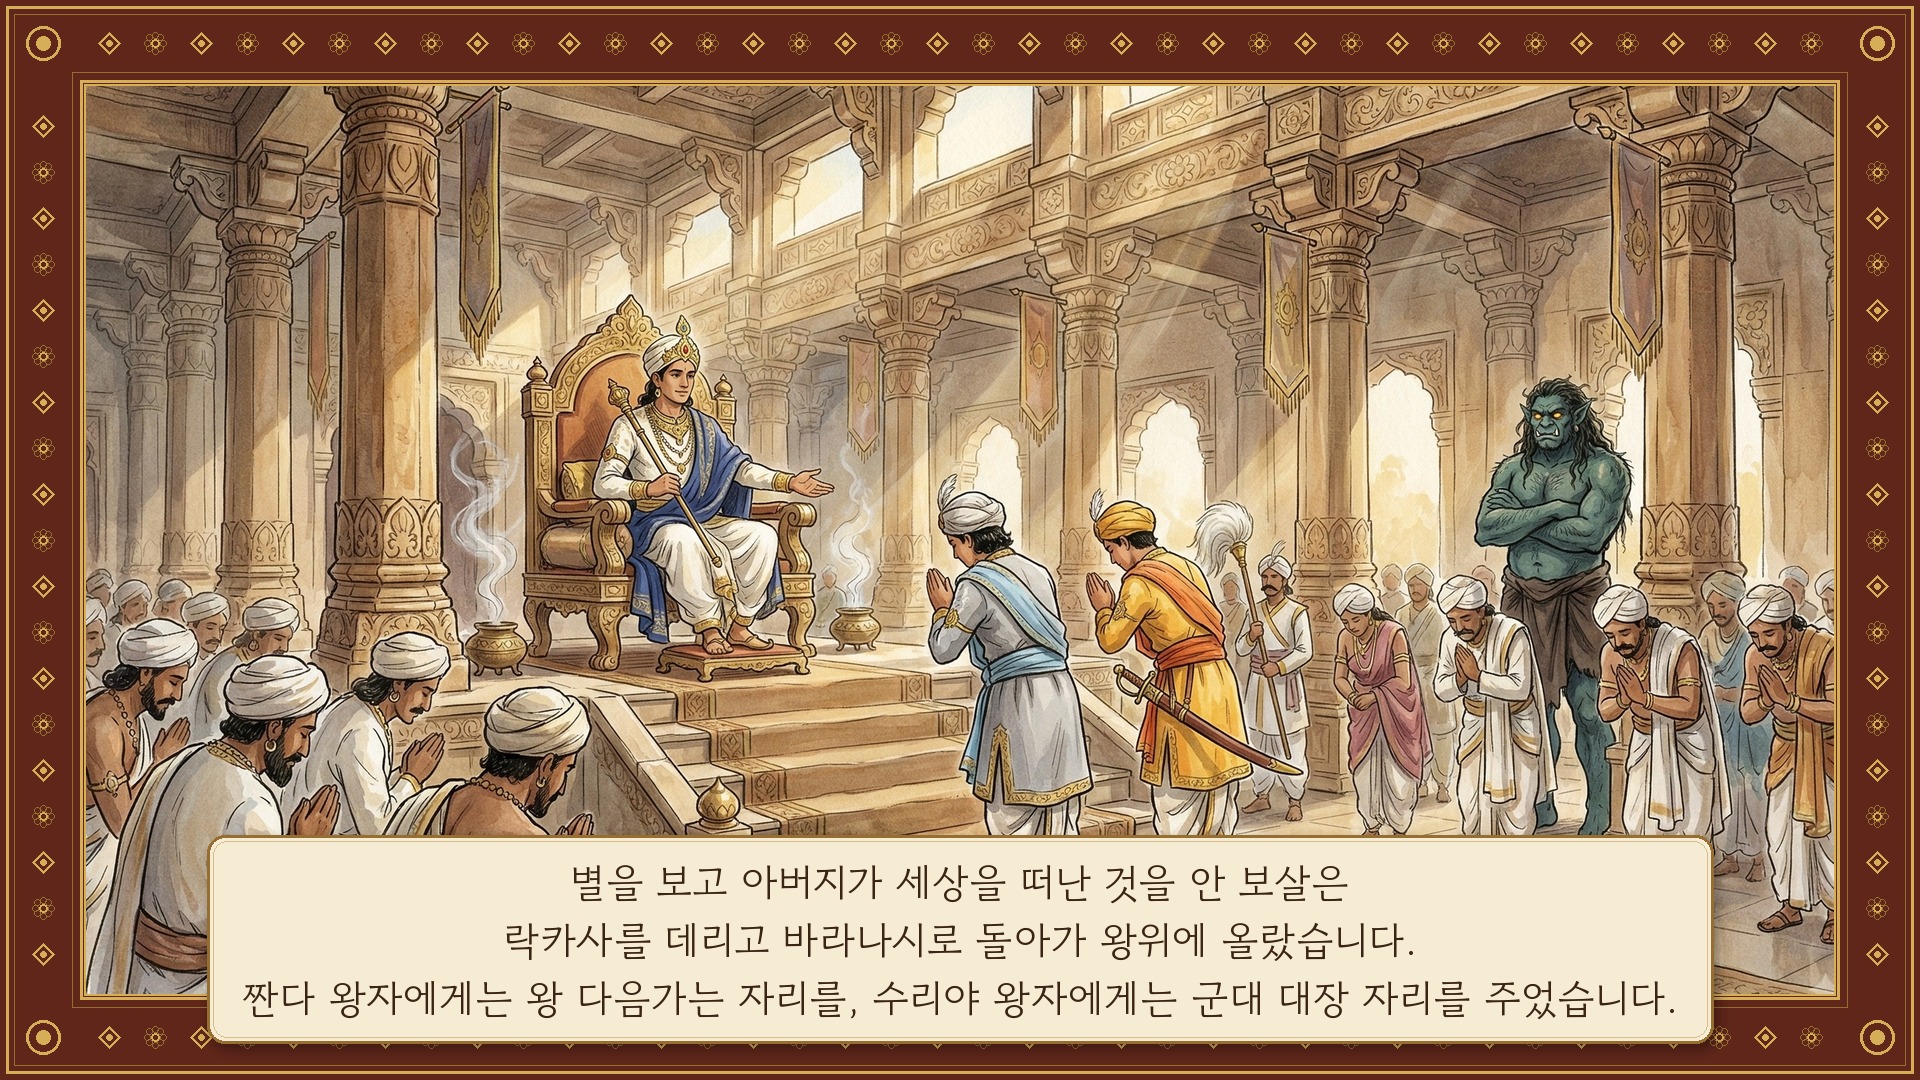 별을 보고 아버지가 세상을 떠난 것을 안 보살은
락카사를 데리고 바라나시로 돌아가 왕위에 올랐습니다.
짠다 왕자에게는 왕 다음가는 자리를, 수리야 왕자에게는 군대 대장 자리를 주었습니다.